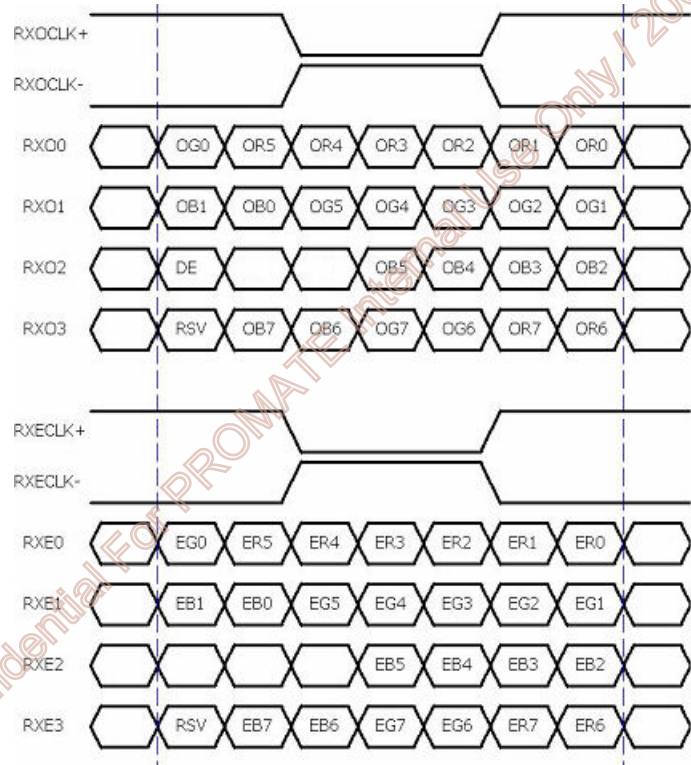 RXOCLK+
RXOCLK-
RXO0 OG0 OR5 OR4 OR3 OR2 OR1 OR0
RXO1 OB1 OB0 OG5 OG4 OG3 OG2 OG1
RXO2 DE OB5 OB4 OB3 OB2
RXO3 RSV OB7 OB6 OG7 OG6 OR7 OR6
RXECLK+
RXECLK-
RXE0 EG0 ER5 ER4 ER3 ER2 ER1 ER0
RXE1 EB1 EB0 EG5 EG4 EG3 EG2 EG1
RXE2 EB5 EB4 EB3 EB2
RXE3 RSV EB7 EB6 EG7 EG6 ER7 ER6
For PROMATE Internal Use Only /